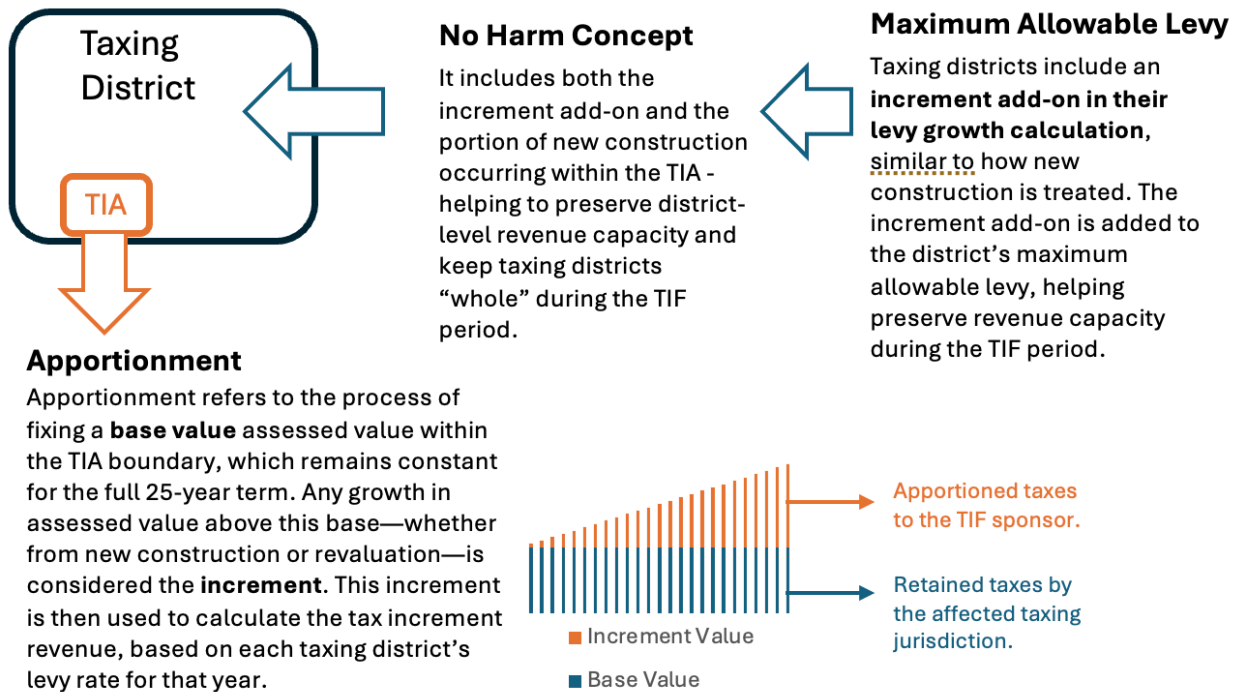 Taxing
District
TIA
No Harm Concept
It includes both the
increment add-on and the
portion of new construction
occurring within the TIA -
helping to preserve district-
level revenue capacity and
keep taxing districts
“whole” during the TIF
period.
Maximum Allowable Levy
Taxing districts include an
increment add-on in their
levy growth calculation,
similar to how new
construction is treated. The
increment add-on is added to
the district’s maximum
allowable levy, helping
preserve revenue capacity
during the TIF period.
Apportionment
Apportionment refers to the process of
fixing a base value assessed value within
the TIA boundary, which remains constant
for the full 25-year term. Any growth in
assessed value above this base—whether
from new construction or revaluation—is
considered the increment. This increment
is then used to calculate the tax increment
revenue, based on each taxing district’s
levy rate for that year.
Apportioned taxes
to the TIF sponsor.
Retained taxes by
the affected taxing
jurisdiction.
Increment Value
Base Value